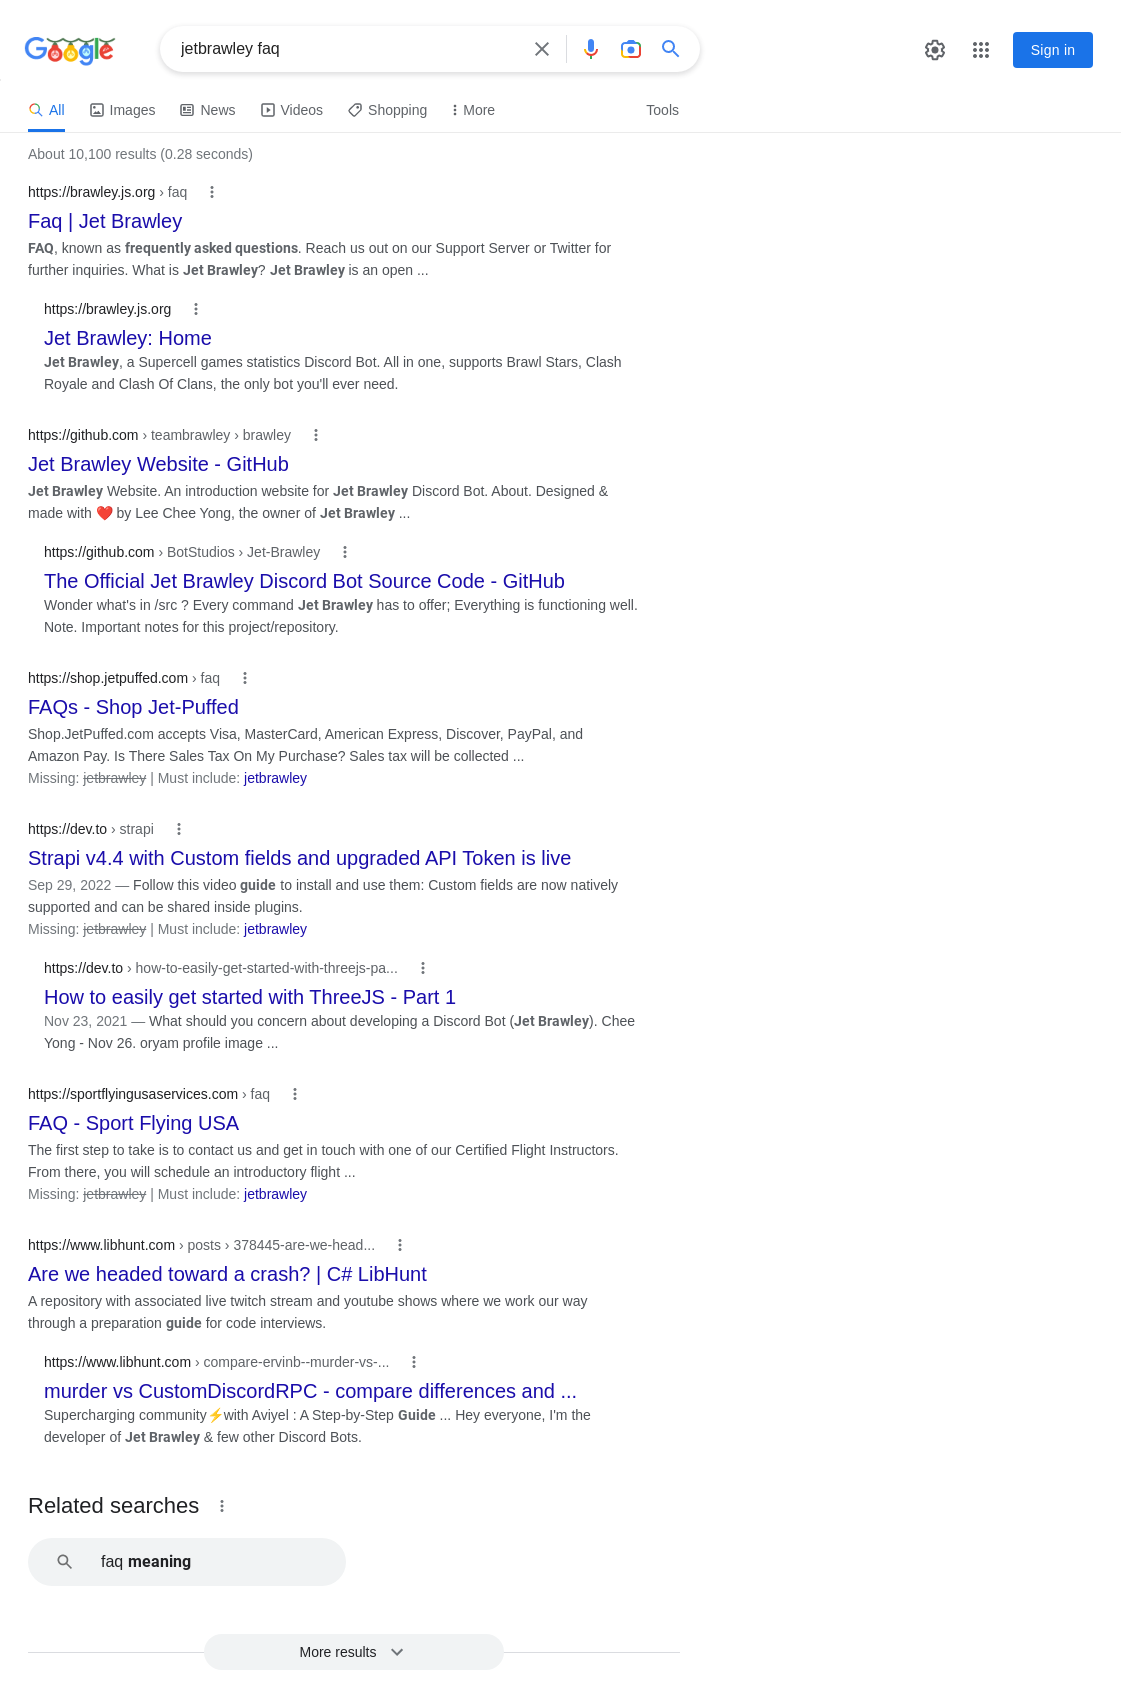 Google
jetbrawley faq
Sign in
All
Images
News
Videos
Shopping
More
Tools
About 10,100 results (0.28 seconds)
https://brawley.js.org › faq
Faq | Jet Brawley
FAQ, known as frequently asked questions. Reach us out on our Support Server or Twitter for
further inquiries. What is Jet Brawley? Jet Brawley is an open ...
https://brawley.js.org
Jet Brawley: Home
Jet Brawley, a Supercell games statistics Discord Bot. All in one, supports Brawl Stars, Clash
Royale and Clash Of Clans, the only bot you'll ever need.
https://github.com › teambrawley › brawley
Jet Brawley Website - GitHub
Jet Brawley Website. An introduction website for Jet Brawley Discord Bot. About. Designed &
made with ❤️ by Lee Chee Yong, the owner of Jet Brawley ...
https://github.com › BotStudios › Jet-Brawley
The Official Jet Brawley Discord Bot Source Code - GitHub
Wonder what's in /src ? Every command Jet Brawley has to offer; Everything is functioning well.
Note. Important notes for this project/repository.
https://shop.jetpuffed.com › faq
FAQs - Shop Jet-Puffed
Shop.JetPuffed.com accepts Visa, MasterCard, American Express, Discover, PayPal, and
Amazon Pay. Is There Sales Tax On My Purchase? Sales tax will be collected ...
Missing: jetbrawley | Must include: jetbrawley
https://dev.to › strapi
Strapi v4.4 with Custom fields and upgraded API Token is live
Sep 29, 2022 — Follow this video guide to install and use them: Custom fields are now natively
supported and can be shared inside plugins.
Missing: jetbrawley | Must include: jetbrawley
https://dev.to › how-to-easily-get-started-with-threejs-pa...
How to easily get started with ThreeJS - Part 1
Nov 23, 2021 — What should you concern about developing a Discord Bot (Jet Brawley). Chee
Yong - Nov 26. oryam profile image ...
https://sportflyingusaservices.com › faq
FAQ - Sport Flying USA
The first step to take is to contact us and get in touch with one of our Certified Flight Instructors.
From there, you will schedule an introductory flight ...
Missing: jetbrawley | Must include: jetbrawley
https://www.libhunt.com › posts › 378445-are-we-head...
Are we headed toward a crash? | C# LibHunt
A repository with associated live twitch stream and youtube shows where we work our way
through a preparation guide for code interviews.
https://www.libhunt.com › compare-ervinb--murder-vs-...
murder vs CustomDiscordRPC - compare differences and ...
Supercharging community⚡with Aviyel : A Step-by-Step Guide ... Hey everyone, I'm the
developer of Jet Brawley & few other Discord Bots.
Related searches
faq meaning
More results